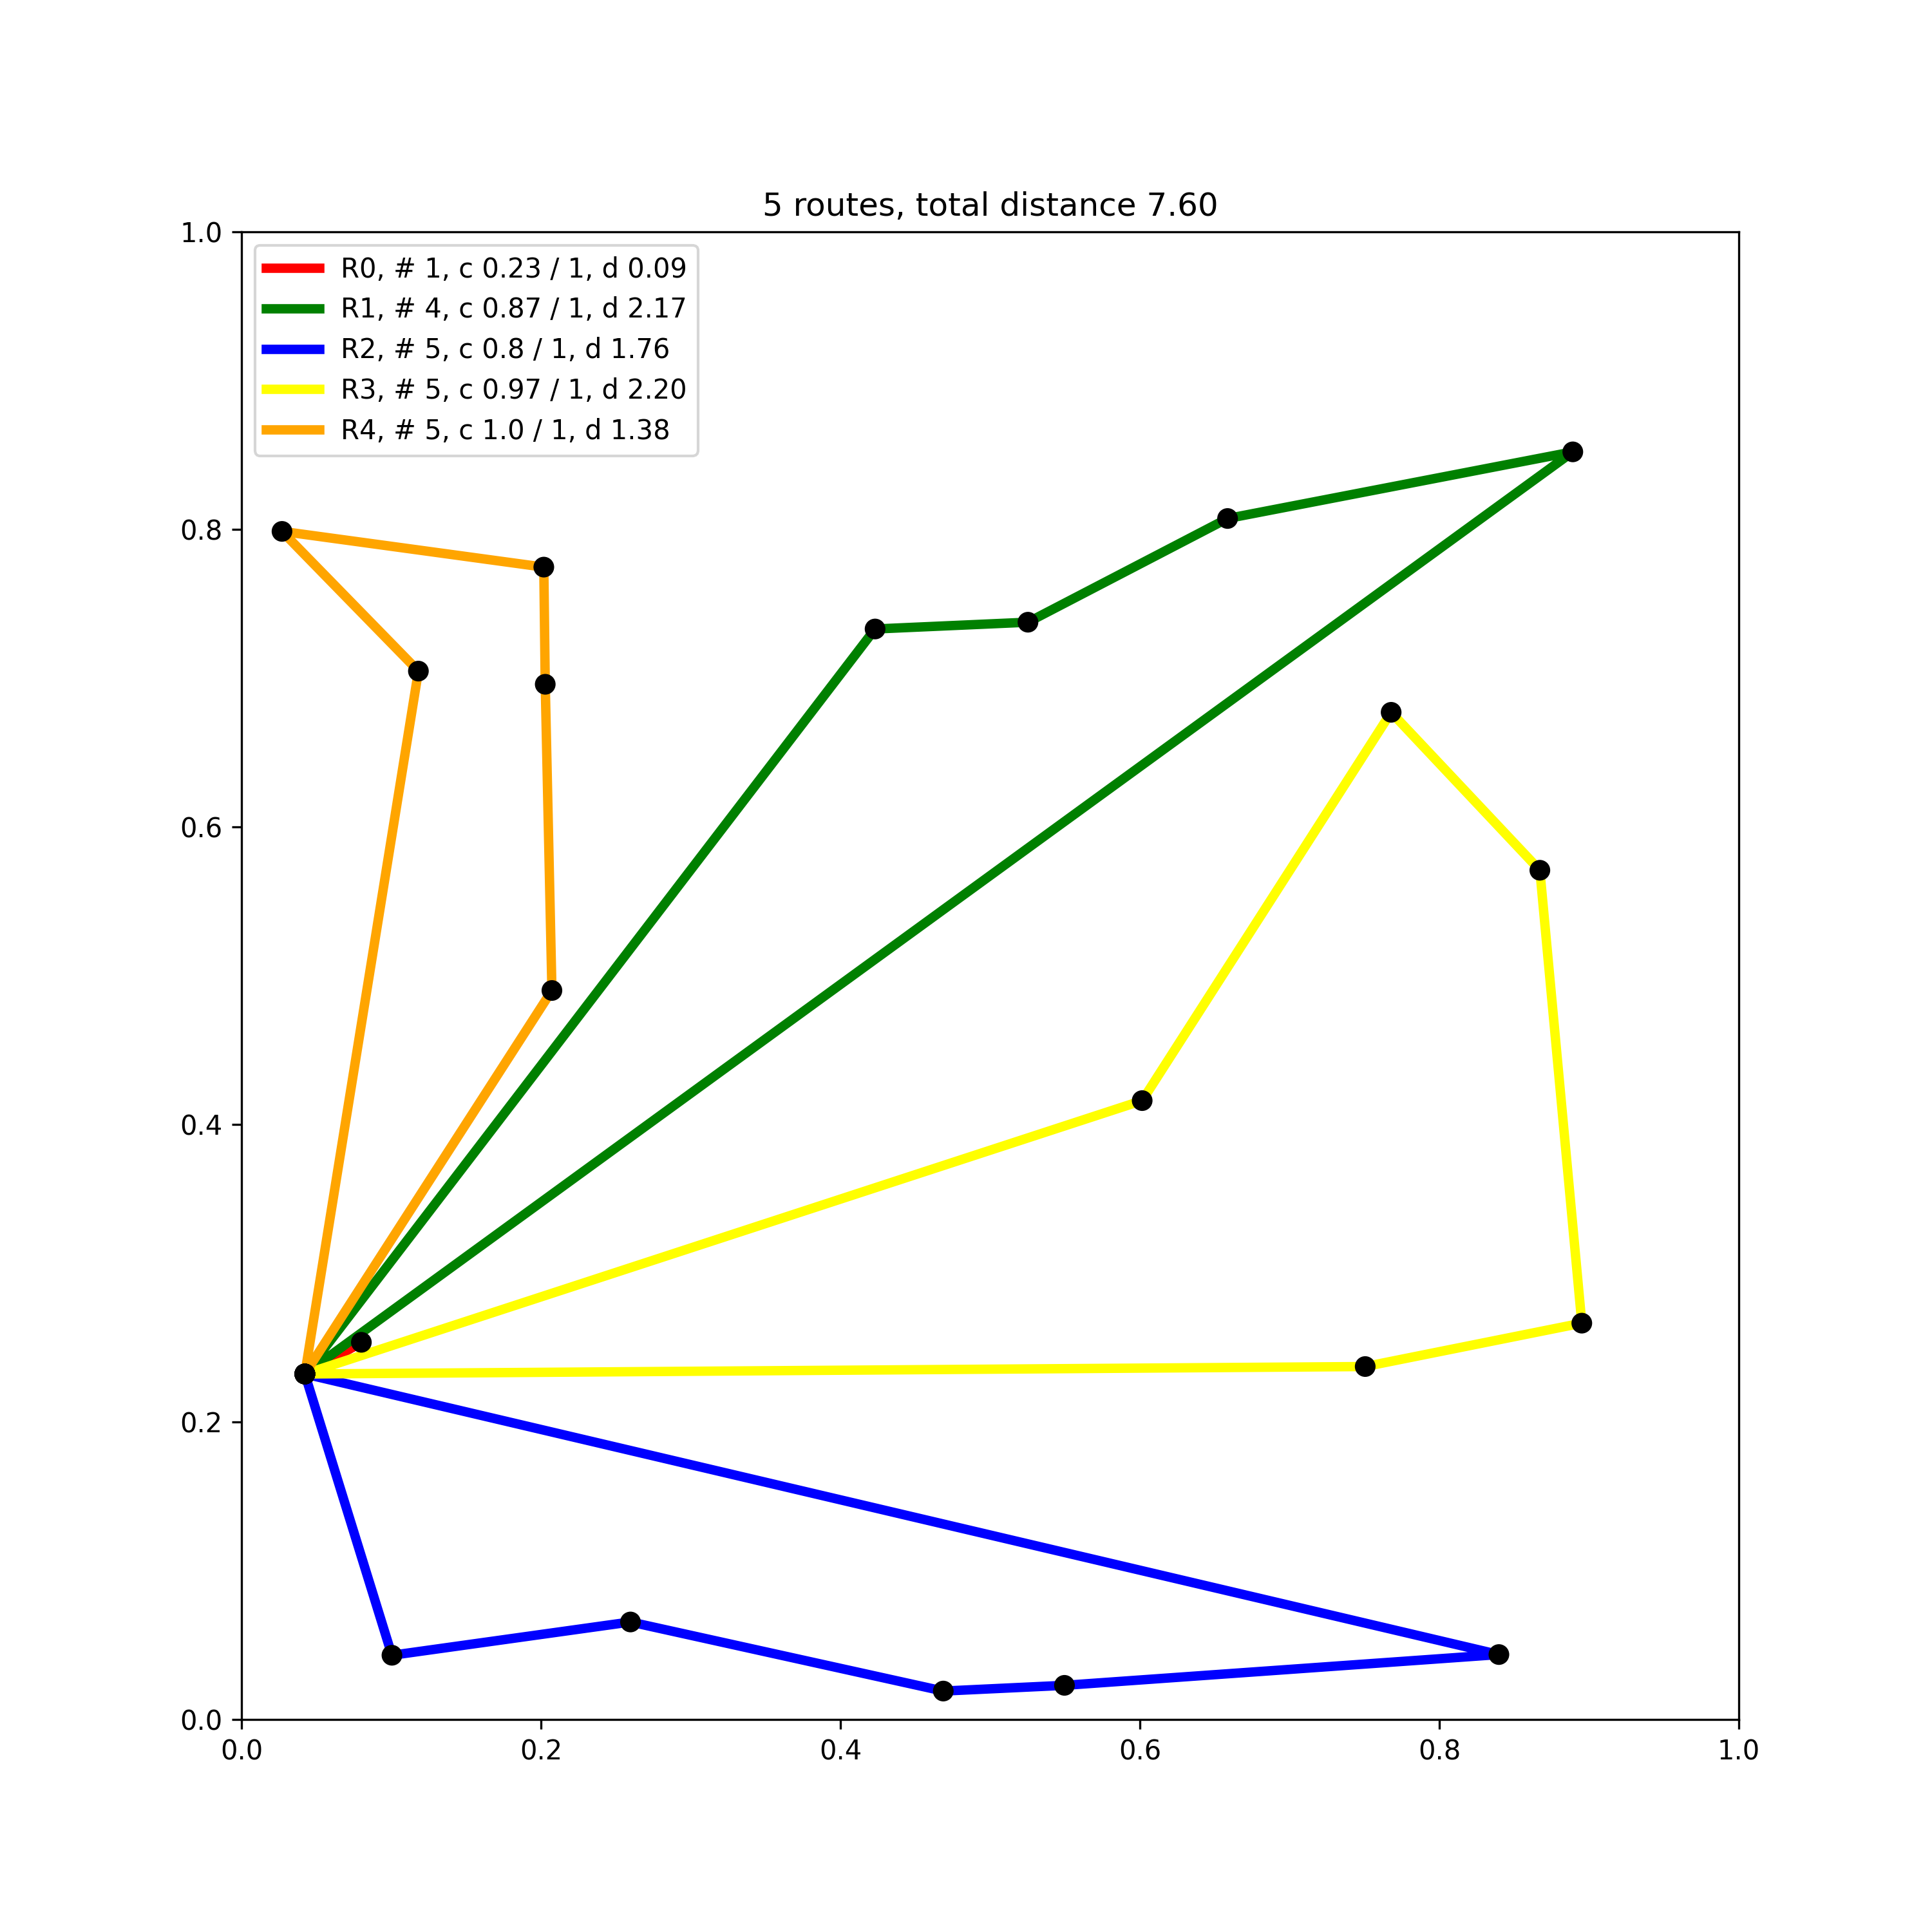 5 routes, total distance 7.60
1.0
R0, # 1, c 0.23 / 1, d 0.09
R1, # 4, c 0.87 / 1, d 2.17
R2, # 5, c 0.8 / 1, d 1.76
R3, # 5, c 0.97 / 1, d 2.20
R4, # 5, c 1.0 / 1, d 1.38
0.8
0.6
0.4
0.2
0.0
0.0 0.2 0.4 0.6 0.8 1.0